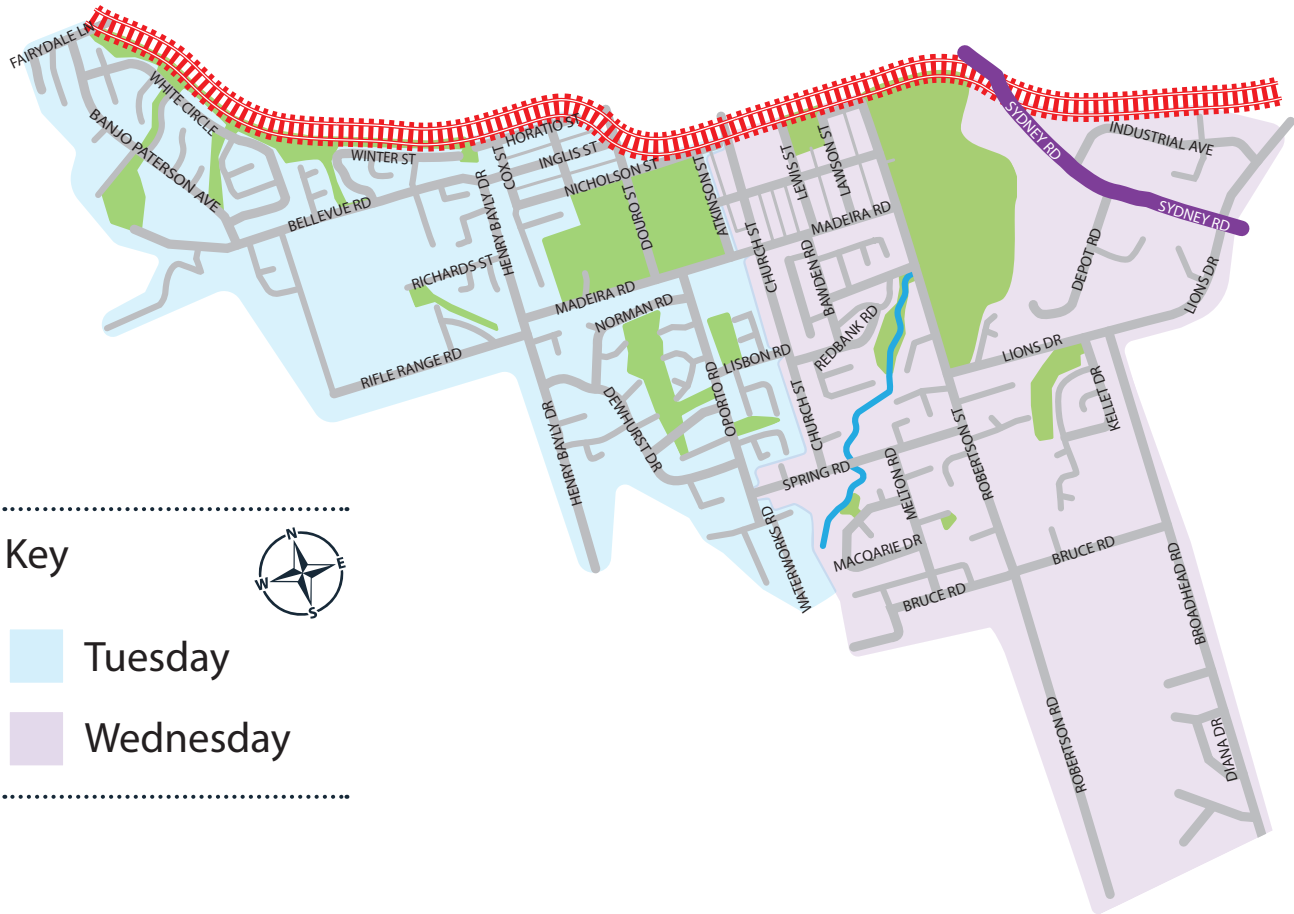 FAIRYDALE LN
WHITE CIRCLE
BANJO PATERSON AVE
WINTER ST
BELLEVUE RD
HORATIO ST
INGLIS ST
NICHOLSON ST
COX ST
HENRY BAYLY DR
DOURO ST
ATKINSON ST
LEWIS ST
LAWSON ST
SYDNEY RD
INDUSTRIAL AVE
SYDNEY RD
MADEIRA RD
CHURCH ST
BAWDEN RD
DEPOT RD
LIONS DR
RICHARDS ST
MADEIRA RD
NORMAN RD
REDBANK RD
LIONS DR
RIFLE RANGE RD
LISBON RD
OPORTO RD
DEWHURST DR
CHURCH ST
KELLET DR
HENRY BAYLY DR
SPRING RD
MELTON RD
ROBERTSON ST
WATERWORKS RD
MACQARIE DR
BRUCE RD
BRUCE RD
BROADHEAD RD
ROBERTSON RD
DIANA DR
Key
N
E
W
S
Tuesday
Wednesday